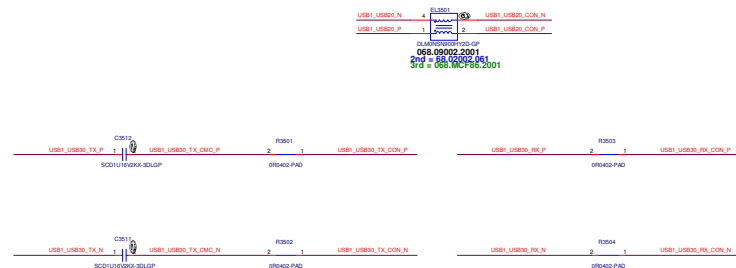 EL3501
USB1_USB20_N 4 3 USB1_USB20_CON_N
USB1_USB20_P 1 2 USB1_USB20_CON_P
DLM0NSN900HY2D-GP
068.09002.2001
2nd = 68.02002.061
3rd = 068.MCF86.2001
C3512 R3501 R3503
USB1_USB30_TX_P 1 USB1_USB30_TX_CMC_P 2 1 USB1_USB30_TX_CON_P USB1_USB30_RX_P 2 1 USB1_USB30_RX_CON_P
SCD1U16V2KX-3DLGP 0R0402-PAD 0R0402-PAD
C3511 R3502 R3504
USB1_USB30_TX_N 1 USB1_USB30_TX_CMC_N 2 1 USB1_USB30_TX_CON_N USB1_USB30_RX_N 2 1 USB1_USB30_RX_CON_N
SCD1U16V2KX-3DLGP 0R0402-PAD 0R0402-PAD